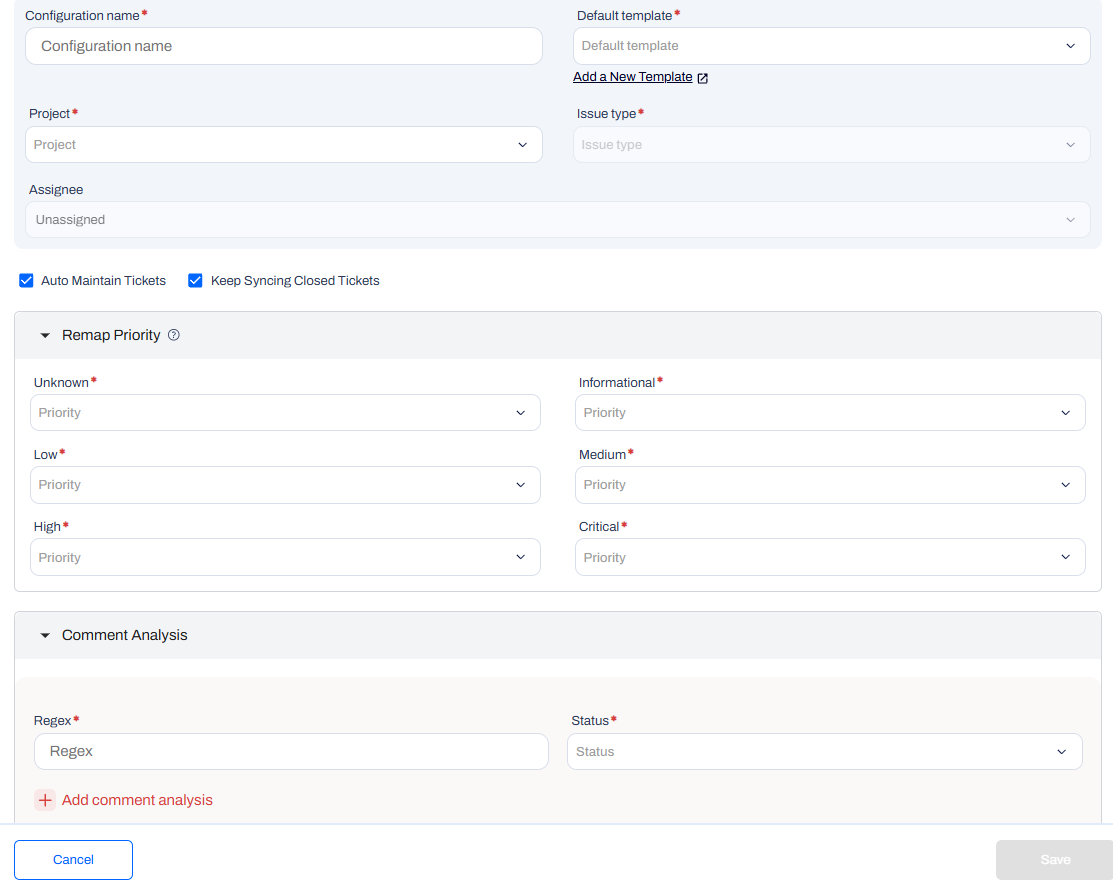 Configuration name*
Default template*
Configuration name
Default template
Add a New Template
Project*
Issue type*
Project
Issue type
Assignee
Unassigned
Auto Maintain Tickets
Keep Syncing Closed Tickets
Remap Priority ?
Unknown*
Informational*
Priority
Priority
Low*
Medium*
Priority
Priority
High*
Critical*
Priority
Priority
Comment Analysis
Regex*
Status*
Regex
Status
+ Add comment analysis
Cancel
Save